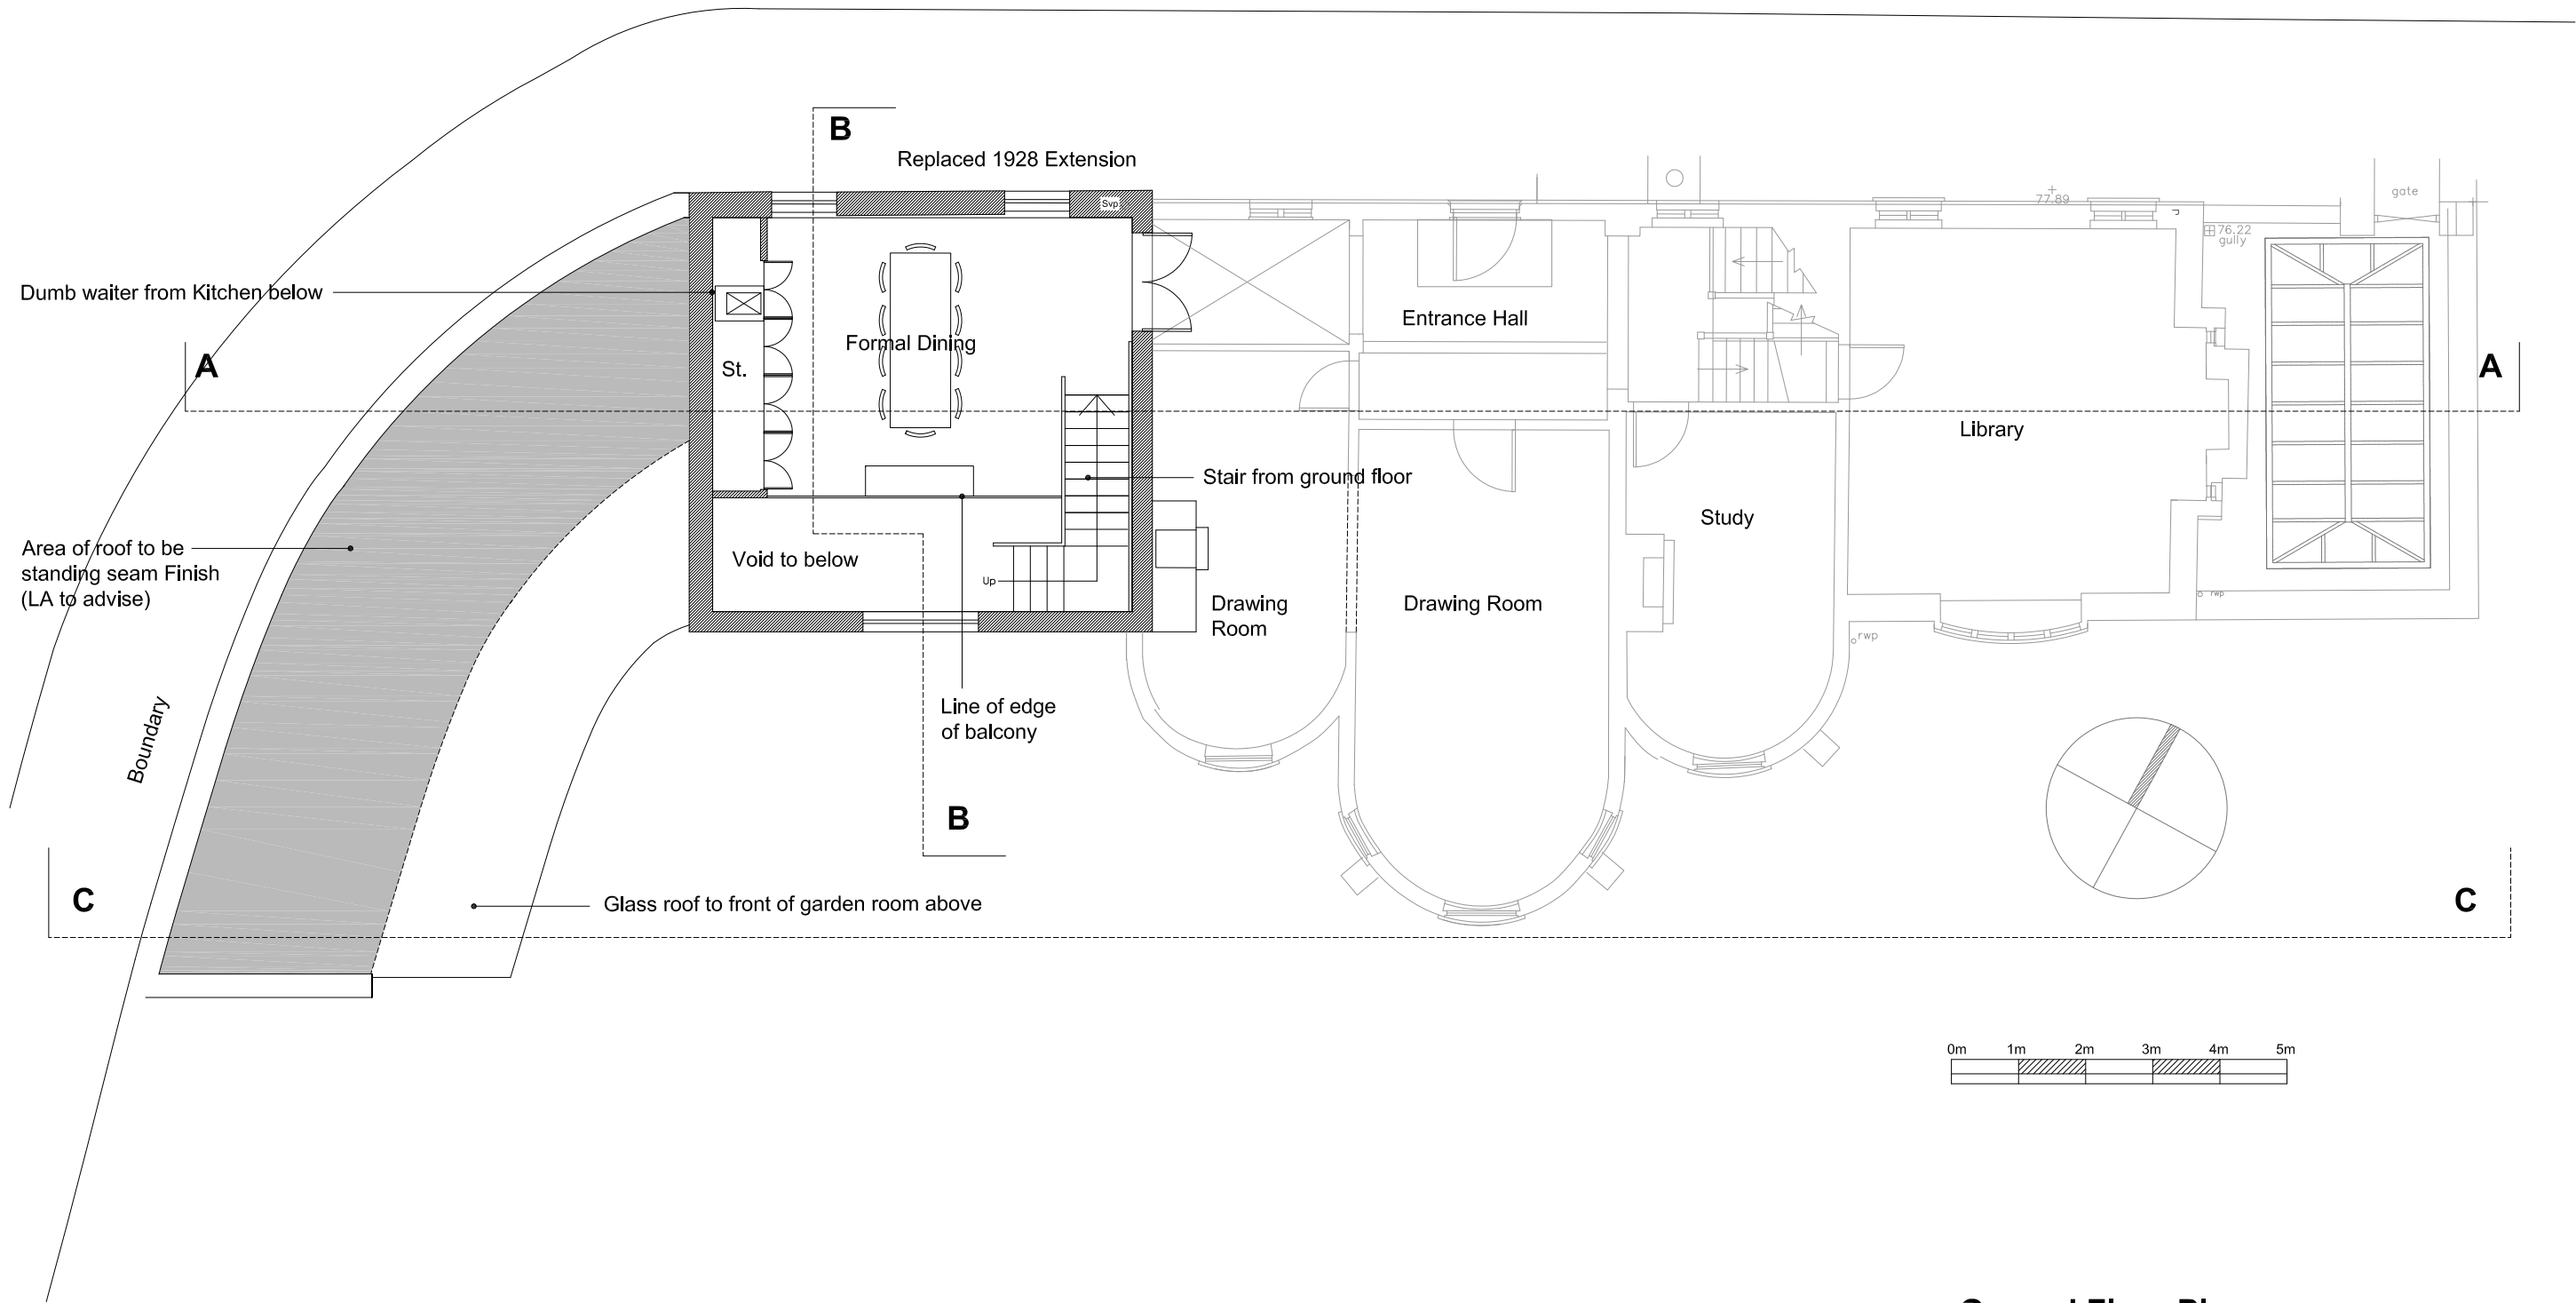 B
Replaced 1928 Extension
Svp
77.89
gate
76.22
gully
Dumb waiter from Kitchen below
Entrance Hall
Formal Dining
A
St.
A
Library
Stair from ground floor
Study
Area of roof to be
standing seam Finish
(LA to advise)
Void to below
Up
rwp
Drawing
Room
Drawing Room
rwp
Line of edge
of balcony
Boundary
B
C
Glass roof to front of garden room above
C
0m 1m 2m 3m 4m 5m